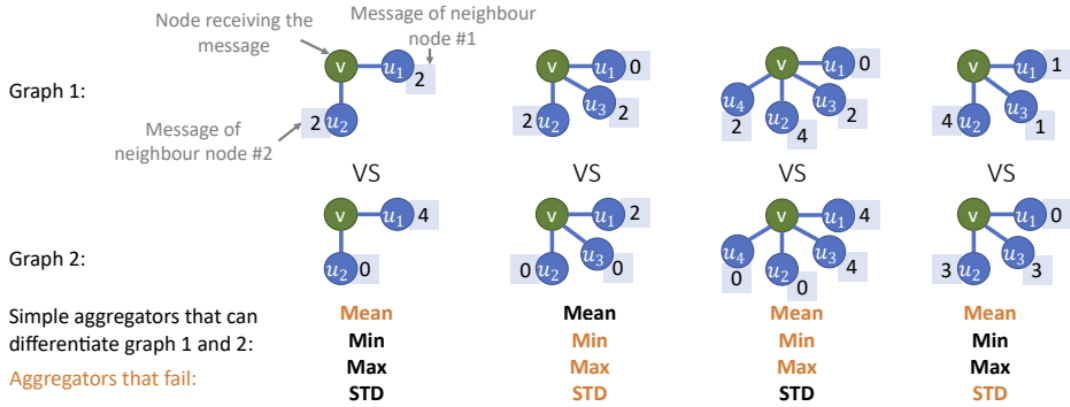 Node receiving the message
Message of neighbour node #1
Graph 1:
v u₁ 2
2 u₂
Message of neighbour node #2
v u₁ 0
2 u₂ u₃ 2
v u₁ 0
u₄ 2 u₂ 4 u₃ 2
v u₁ 1
4 u₂ u₃ 1
VS VS VS VS
Graph 2:
v u₁ 4
u₂ 0
v u₁ 2
0 u₂ u₃ 0
v u₁ 4
u₄ 0 u₂ 0 u₃ 4
v u₁ 0
3 u₂ u₃ 3
Simple aggregators that can
differentiate graph 1 and 2:
Aggregators that fail:
Mean Mean Mean Mean
Min Min Min Min
Max Max Max Max
STD STD STD STD